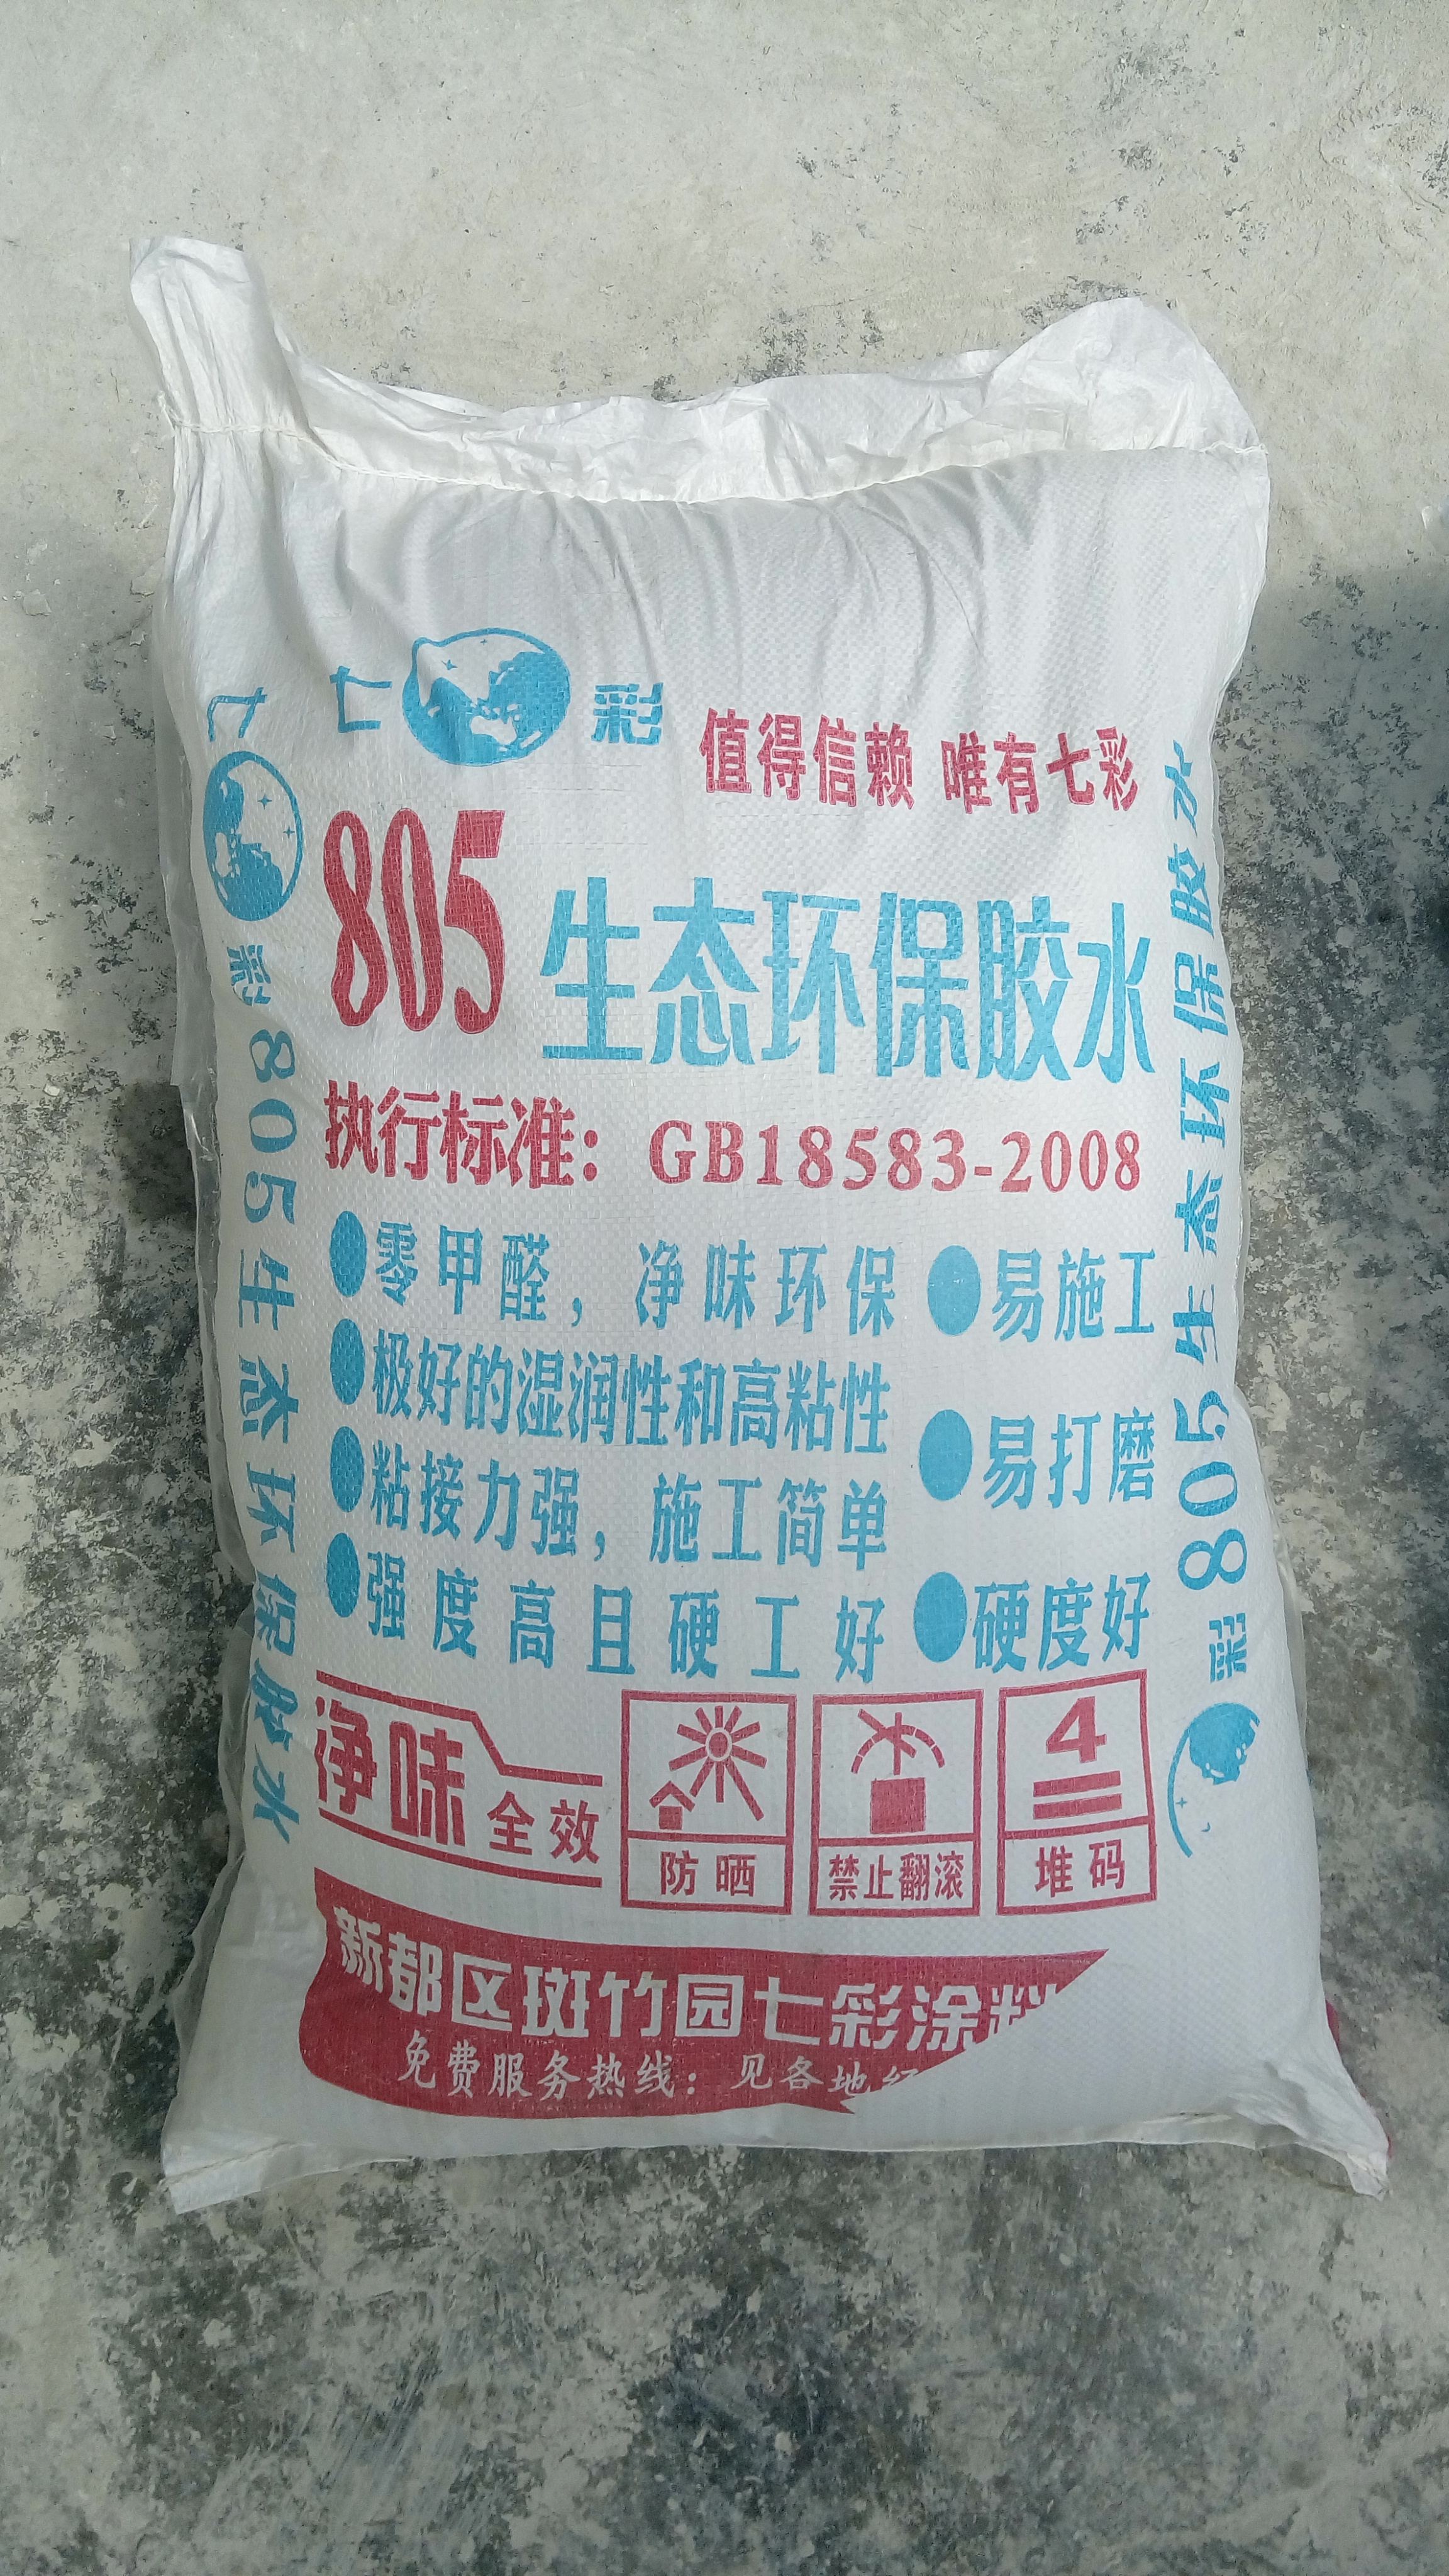 七彩
值得信赖 唯有七彩
805 生态环保胶水
执行标准：GB18583-2008
零甲醛，净味环保
易施工
极好的湿润性和高粘性
易打磨
粘接力强，施工简单
强度高且硬工好
硬度好
净味全效
防晒
禁止翻滚
4
堆码
新都区斑竹园七彩涂料
免费服务热线：见各地
七彩805生态环保胶水
彩805生态环保胶水